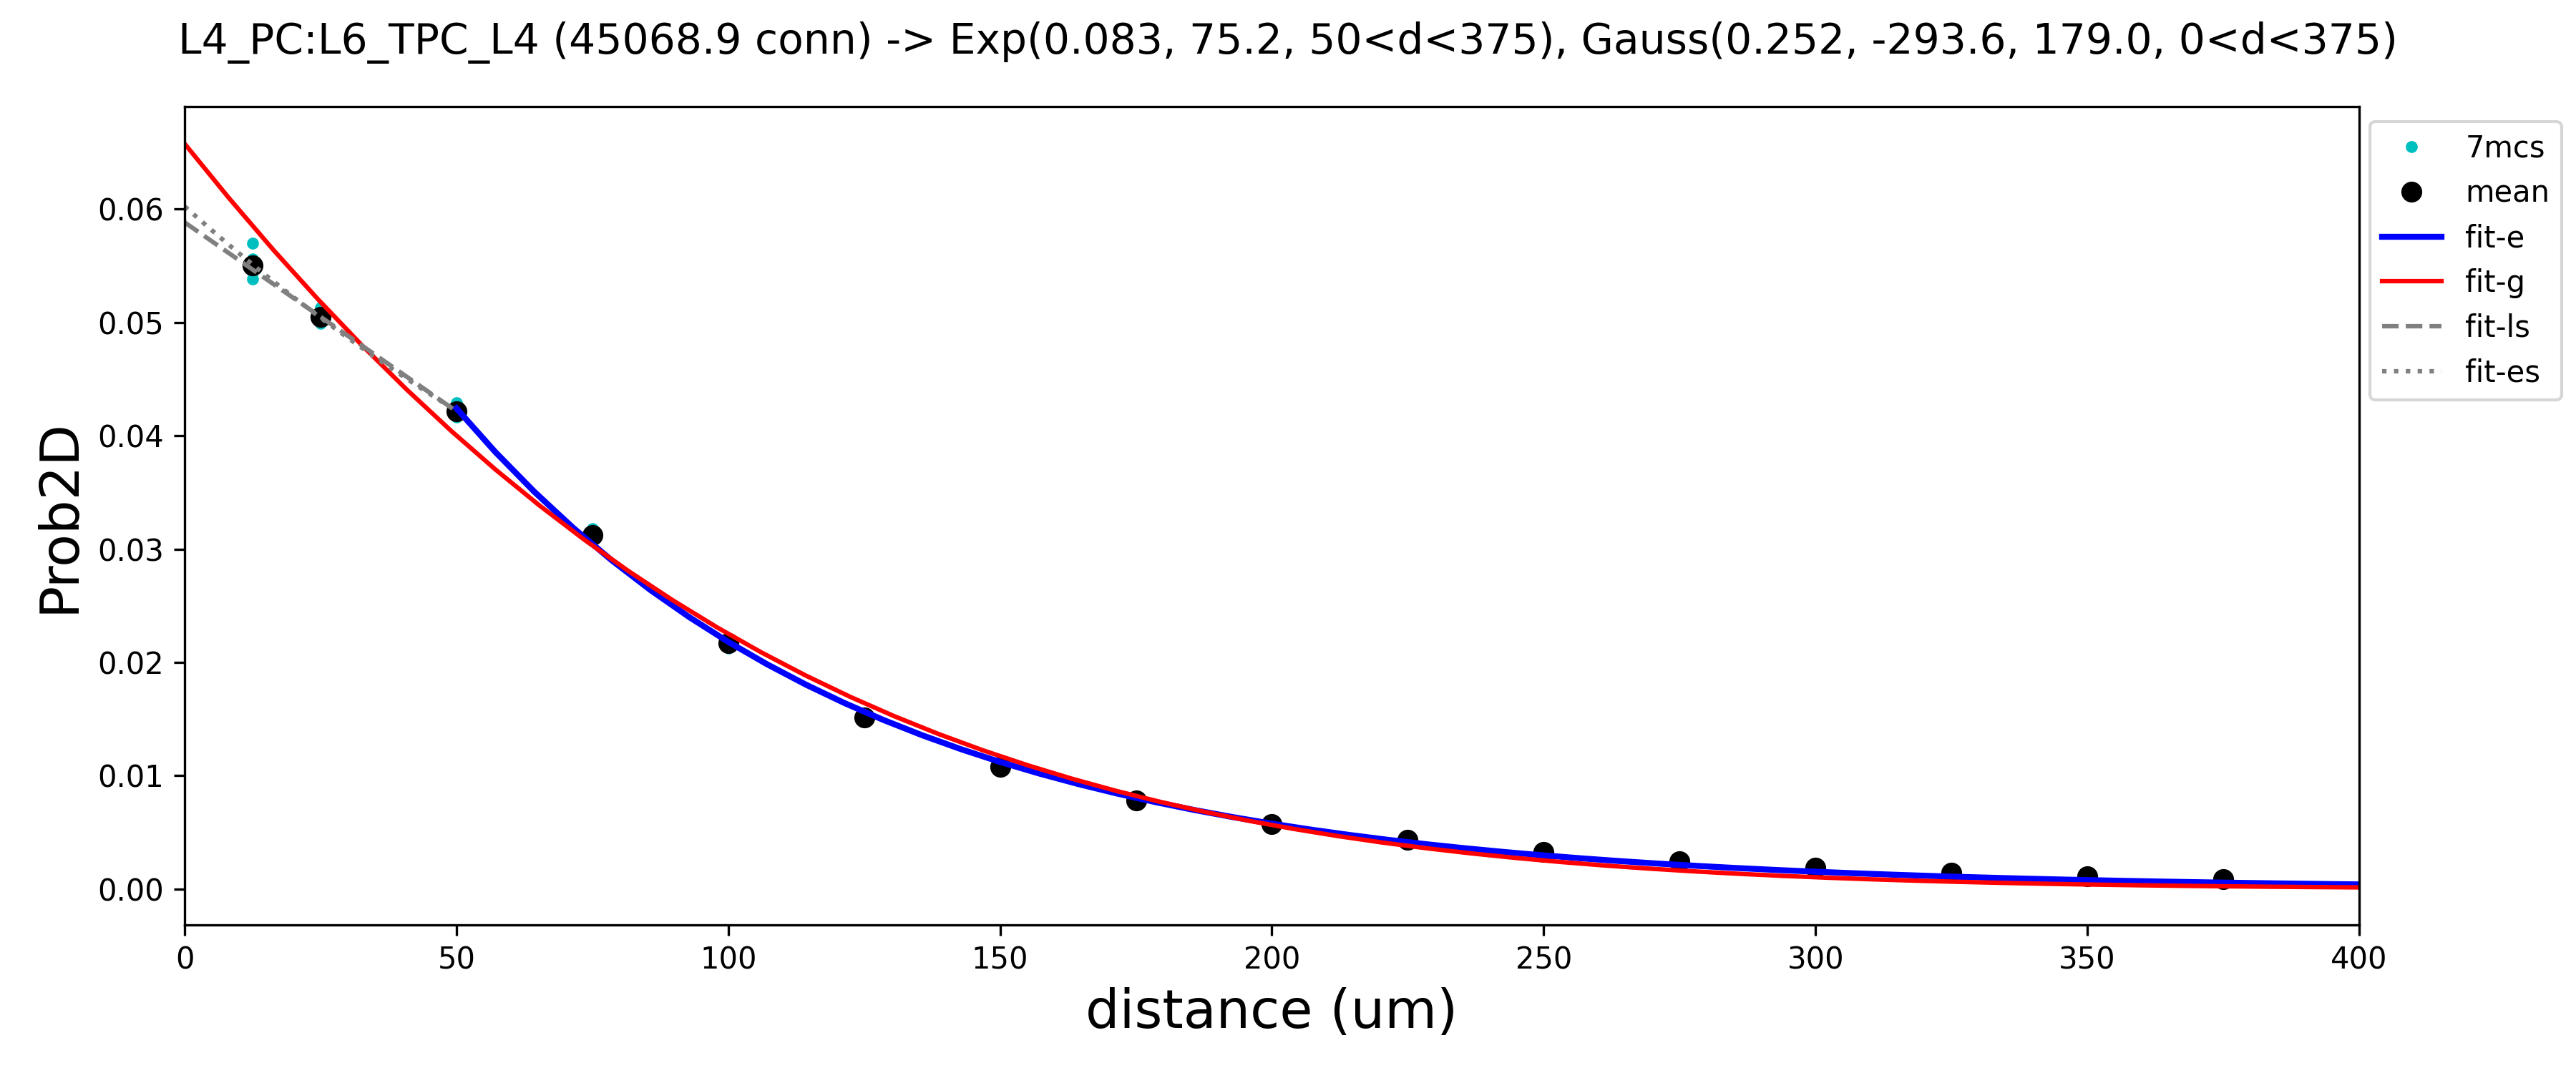 L4_PC:L6_TPC_L4 (45068.9 conn) -> Exp(0.083, 75.2, 50<d<375), Gauss(0.252, -293.6, 179.0, 0<d<375)
7mcs
mean
fit-e
fit-g
fit-ls
fit-es
Prob2D
0.06
0.05
0.04
0.03
0.02
0.01
0.00
0 50 100 150 200 250 300 350 400
distance (um)